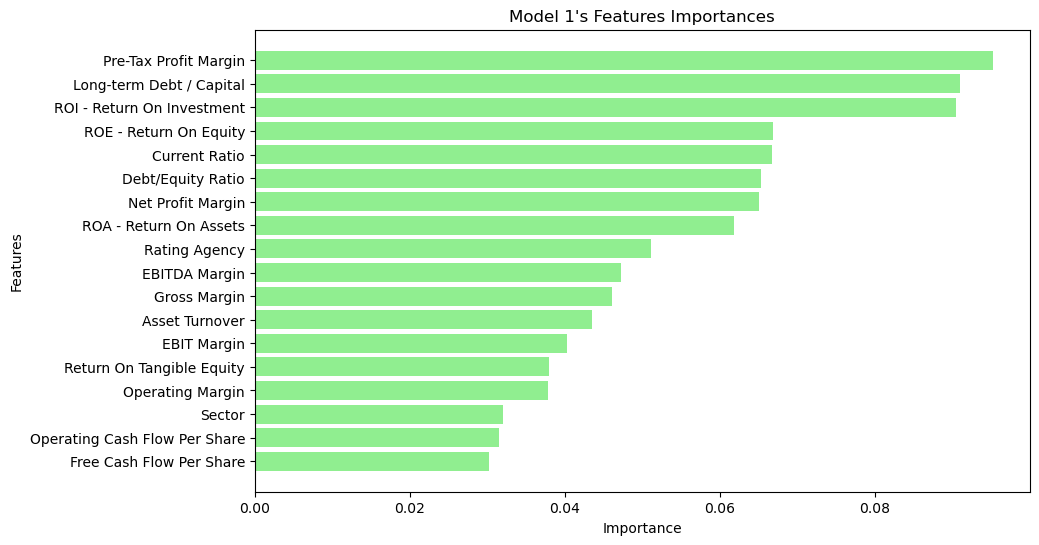 Model 1's Features Importances
Features
Pre-Tax Profit Margin
Long-term Debt / Capital
ROI - Return On Investment
ROE - Return On Equity
Current Ratio
Debt/Equity Ratio
Net Profit Margin
ROA - Return On Assets
Rating Agency
EBITDA Margin
Gross Margin
Asset Turnover
EBIT Margin
Return On Tangible Equity
Operating Margin
Sector
Operating Cash Flow Per Share
Free Cash Flow Per Share
0.00 0.02 0.04 0.06 0.08
Importance